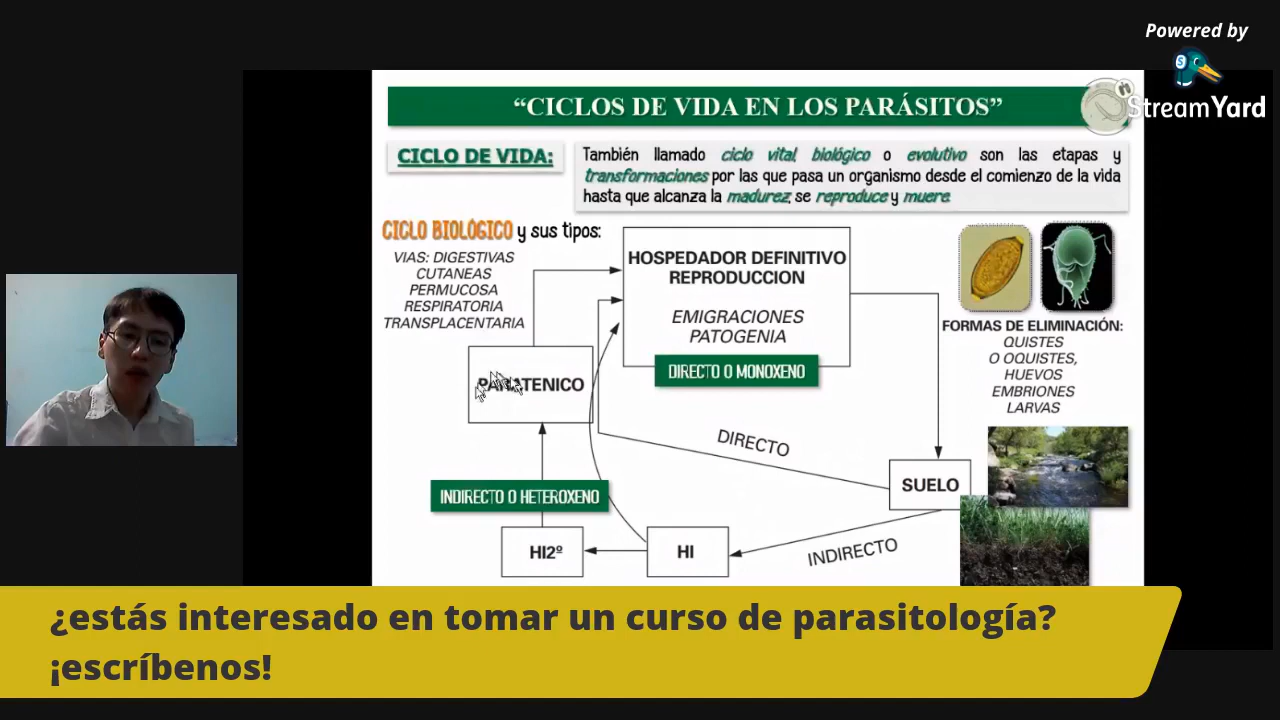 Powered by
StreamYard
“CICLOS DE VIDA EN LOS PARÁSITOS”
CICLO DE VIDA:
También llamado ciclo vital, biológico o evolutivo son las etapas y
transformaciones por las que pasa un organismo desde el comienzo de la vida
hasta que alcanza la madurez, se reproduce y muere.
CICLO BIOLÓGICO y sus tipos:
VIAS: DIGESTIVAS
CUTANEAS
PERMUCOSA
RESPIRATORIA
TRANSPLACENTARIA
HOSPEDADOR DEFINITIVO
REPRODUCCION
EMIGRACIONES
PATOGENIA
DIRECTO O MONOXENO
FORMAS DE ELIMINACIÓN:
QUISTES
O OQUISTES,
HUEVOS
EMBRIONES
LARVAS
PARATENICO
DIRECTO
SUELO
INDIRECTO O HETEROXENO
HI2º
HI
INDIRECTO
¿estás interesado en tomar un curso de parasitología?
¡escríbenos!